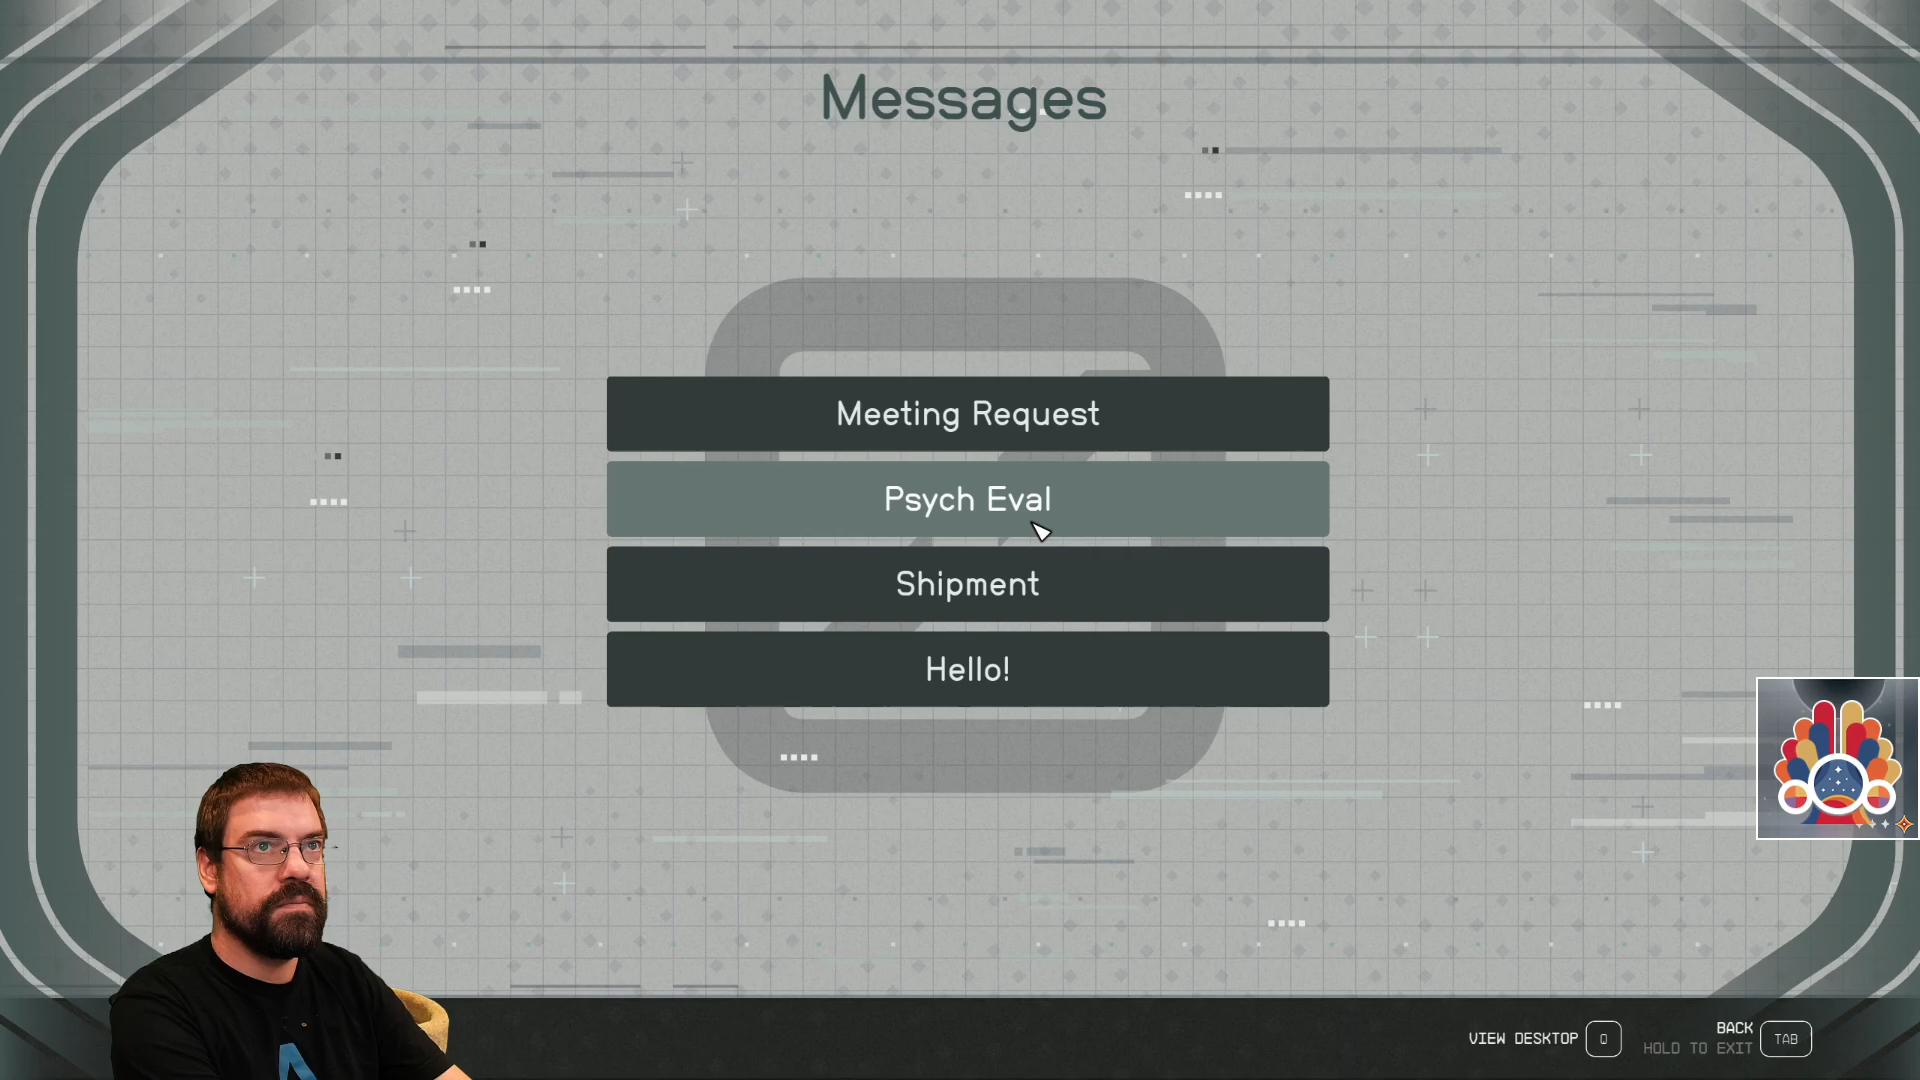 Messages
Meeting Request
Psych Eval
Shipment
Hello!
VIEW DESKTOP Q
BACK
HOLD TO EXIT TAB